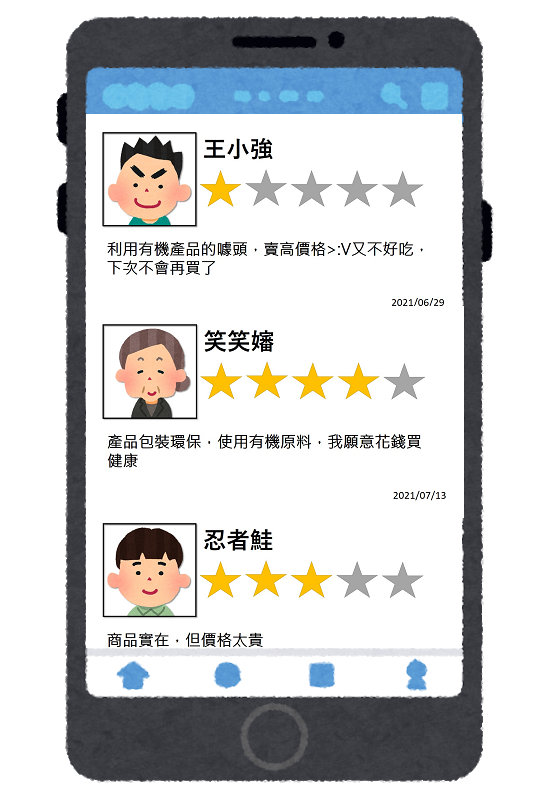 王小強
利用有機產品的噱頭，賣高價格>:V又不好吃，
下次不會再買了
2021/06/29
笑笑嬸
產品包裝環保，使用有機原料，我願意花錢買
健康
2021/07/13
忍者鮭
商品實在，但價格太貴